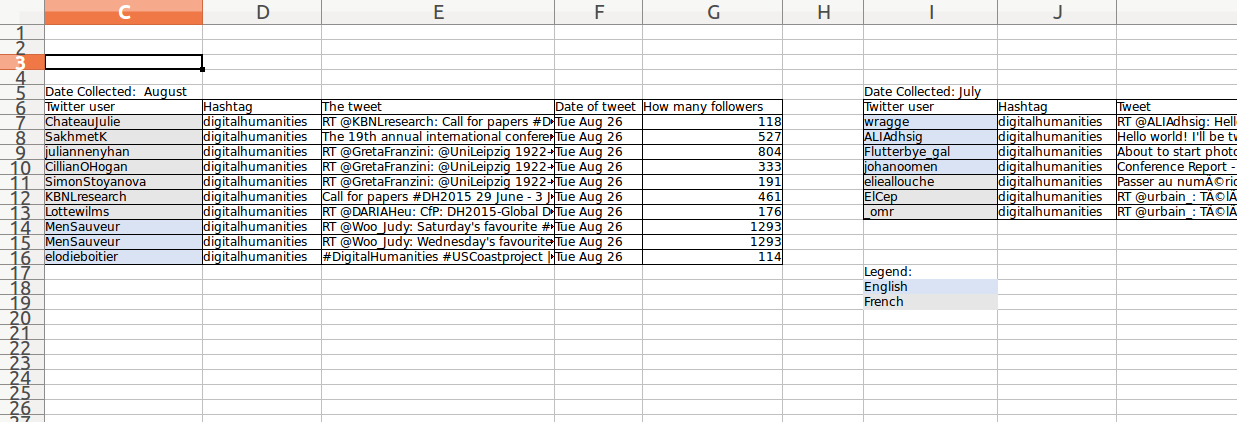 C D E F G H I J
1
2
3
4
5 Date Collected:  August Date Collected: July
6 Twitter user Hashtag The tweet Date of tweet How many followers Twitter user Hashtag Tweet
7 ChateauJulie digitalhumanities RT @KBNLresearch: Call for papers #D Tue Aug 26 118 wragge digitalhumanities RT @ALIAdhsig: Hell
8 SakhmetK digitalhumanities The 19th annual international confere Tue Aug 26 527 ALIAdhsig digitalhumanities Hello world! I'll be tw
9 juliannenyhan digitalhumanities RT @GretaFranzini: @UniLeipzig 1922- Tue Aug 26 804 Flutterbye_gal digitalhumanities About to start photo
10 CillianOHogan digitalhumanities RT @GretaFranzini: @UniLeipzig 1922- Tue Aug 26 333 johanoomen digitalhumanities Conference Report -
11 SimonStoyanova digitalhumanities RT @GretaFranzini: @UniLeipzig 1922- Tue Aug 26 191 elieallouche digitalhumanities Passer au numÃ©ric
12 KBNLresearch digitalhumanities Call for papers #DH2015 29 June - 3 J Tue Aug 26 461 ElCep digitalhumanities RT @urbain_: TÃ©lÃ
13 Lottewilms digitalhumanities RT @DARIAHeu: CfP: DH2015-Global D Tue Aug 26 176 _omr digitalhumanities RT @urbain_: TÃ©lÃ
14 MenSauveur digitalhumanities RT @Woo_Judy: Saturday's favourite # Tue Aug 26 1293
15 MenSauveur digitalhumanities RT @Woo_Judy: Wednesday's favourite Tue Aug 26 1293
16 elodieboitier digitalhumanities #DigitalHumanities #USCoastproject | Tue Aug 26 114
17 Legend:
18 English
19 French
20
21
22
23
24
25
26
27